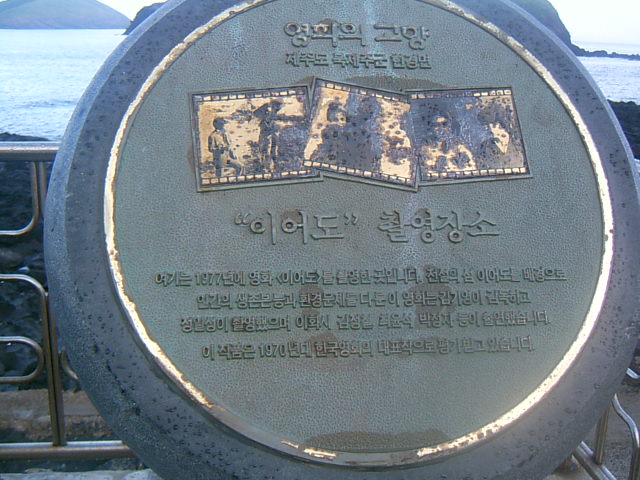 영화의 고향
제주도 북제주군 한경면
"이어도" 촬영장소
여기는 1977년에 영화 <이어도>를 촬영한 곳입니다. 전설의 섬 이어도를 배경으로
인간의 생존본능과 환경문제를 다룬 이 영화는 김기영이 감독하고
정일성이 촬영했으며 이화시 김정철 최윤석 박정자 등이 출연했습니다.
이 작품은 1970년대 한국영화의 대표작으로 평가 받고 있습니다.